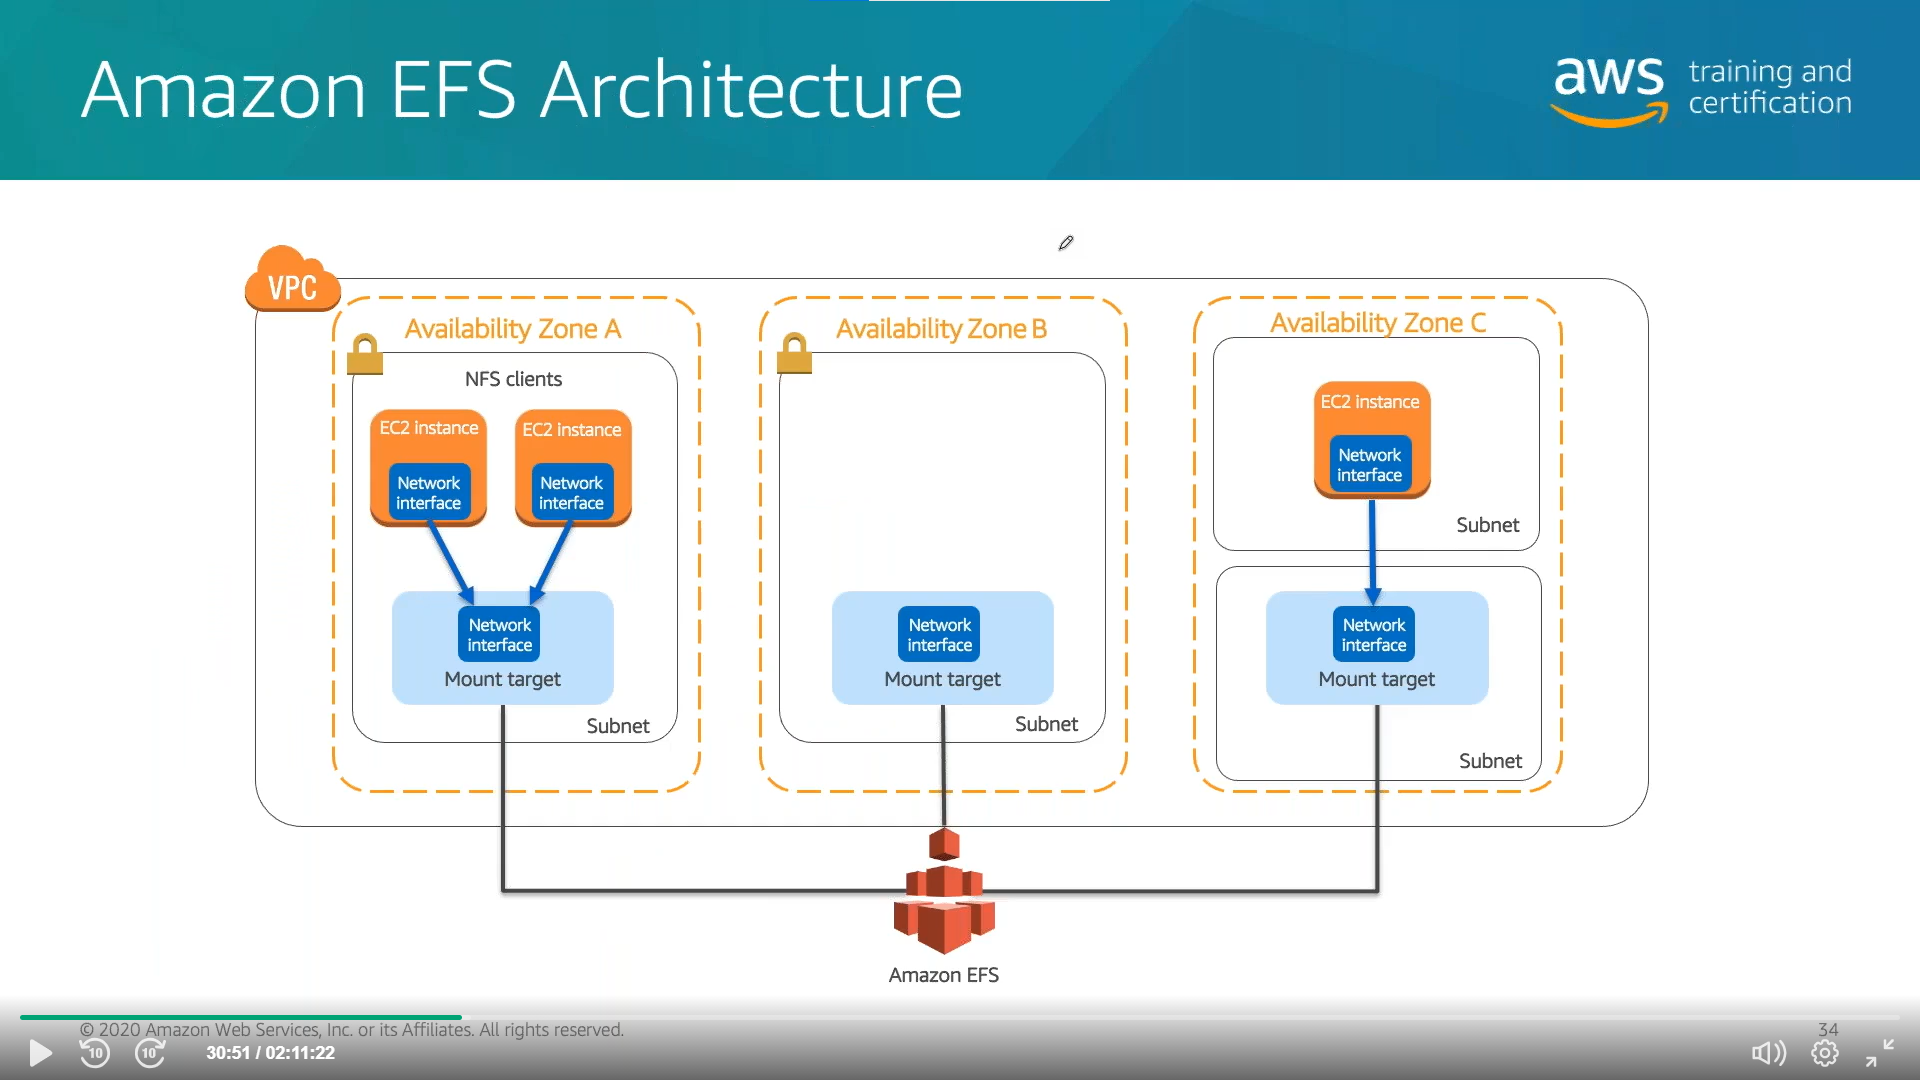 Amazon EFS Architecture
aws training and
certification
VPC
Availability Zone A
NFS clients
EC2 instance
Network
interface
EC2 instance
Network
interface
Network
interface
Mount target
Subnet
Availability Zone B
Network
interface
Mount target
Subnet
Availability Zone C
EC2 instance
Network
interface
Subnet
Network
interface
Mount target
Subnet
Amazon EFS
© 2020 Amazon Web Services, Inc. or its Affiliates. All rights reserved.
34
10
10
30:51 / 02:11:22